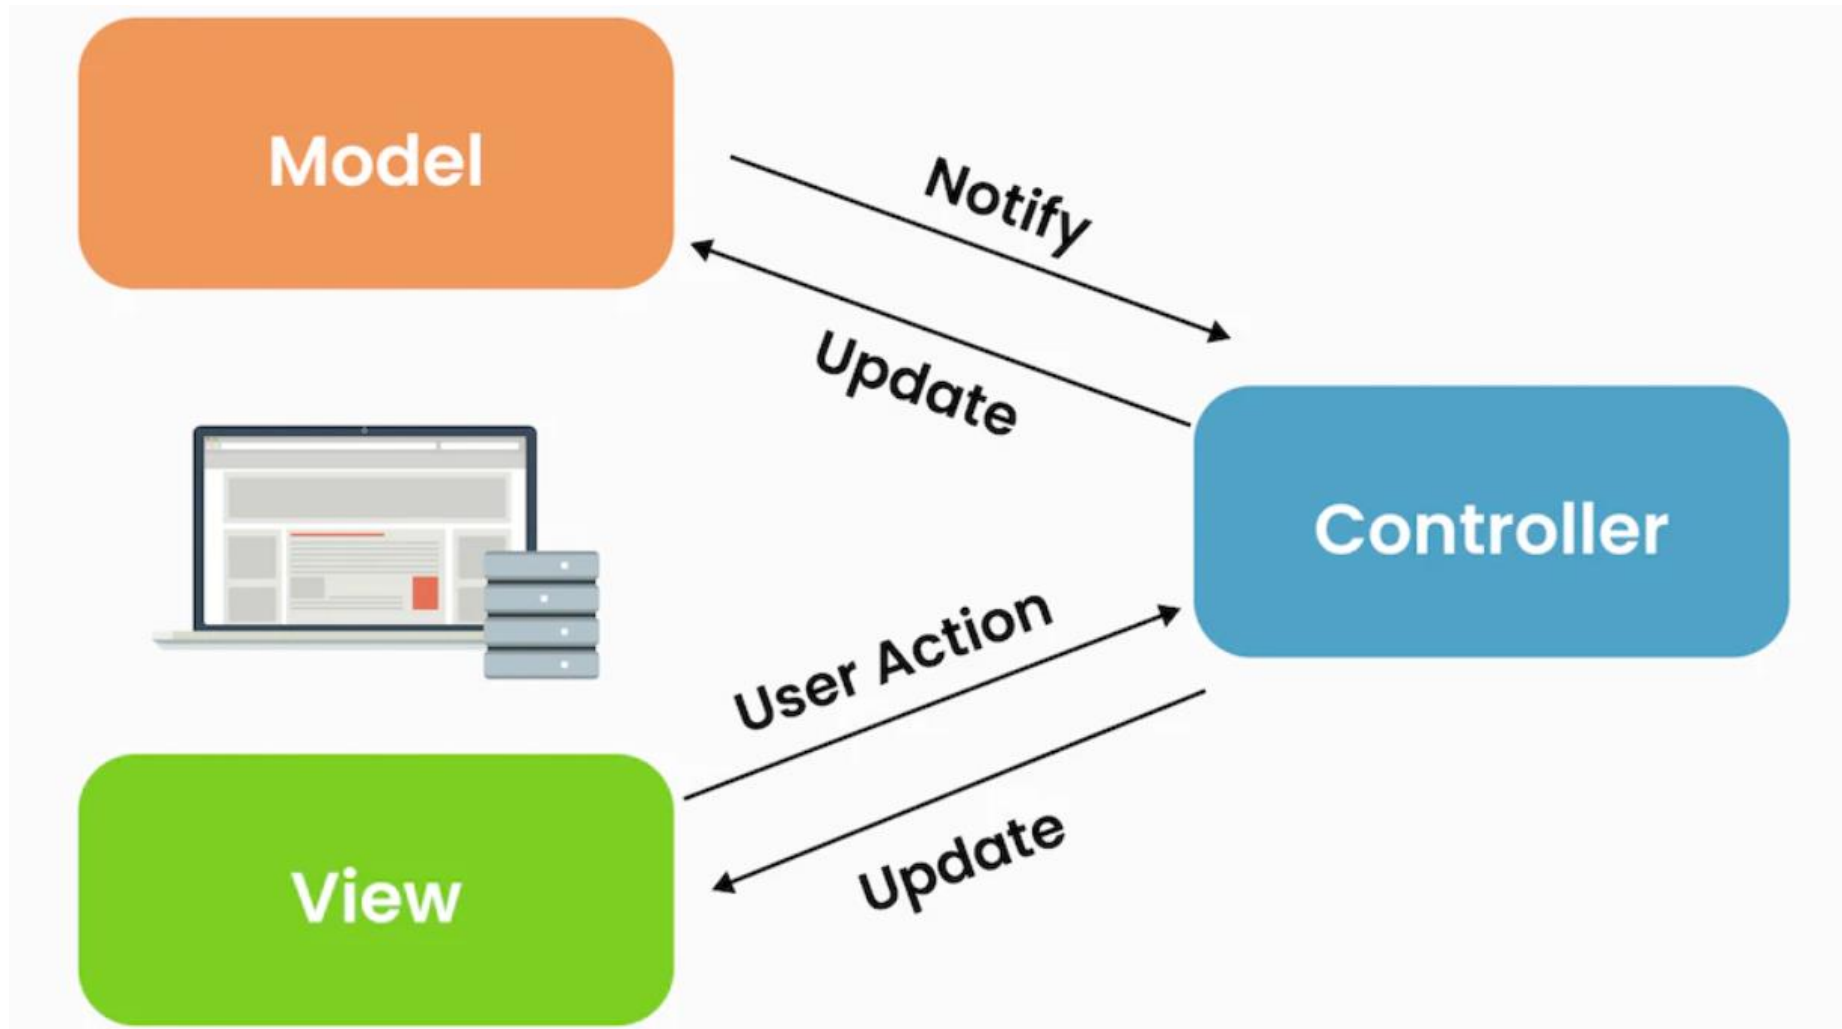 Model
Notify
Update
Controller
User Action
Update
View